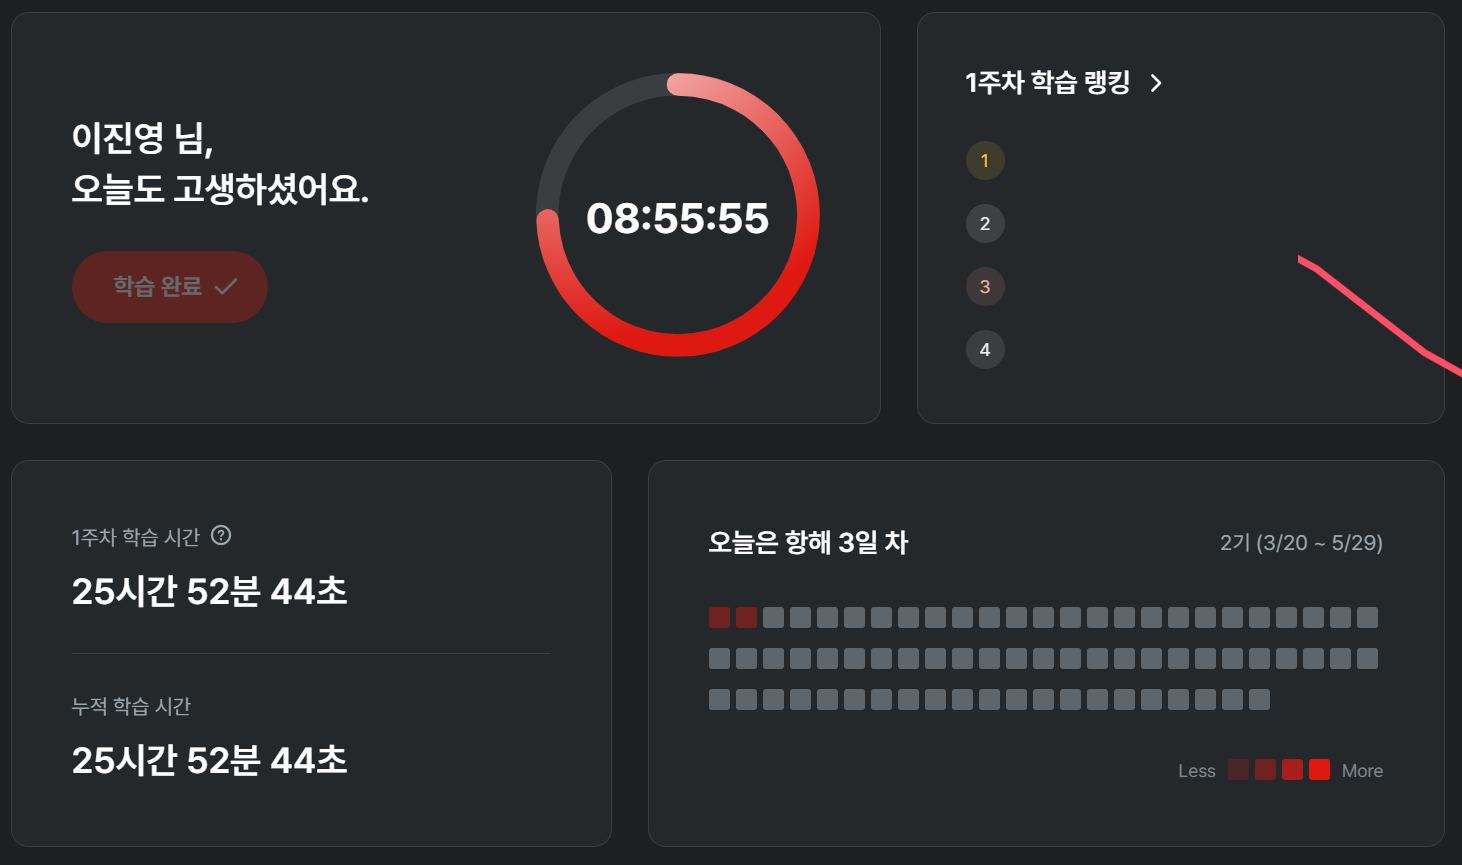 이진영 님,
오늘도 고생하셨어요.
학습 완료
08:55:55
1주차 학습 랭킹
1
2
3
4
1주차 학습 시간 ?
25시간 52분 44초
누적 학습 시간
25시간 52분 44초
오늘은 항해 3일 차
2기 (3/20 ~ 5/29)
Less More